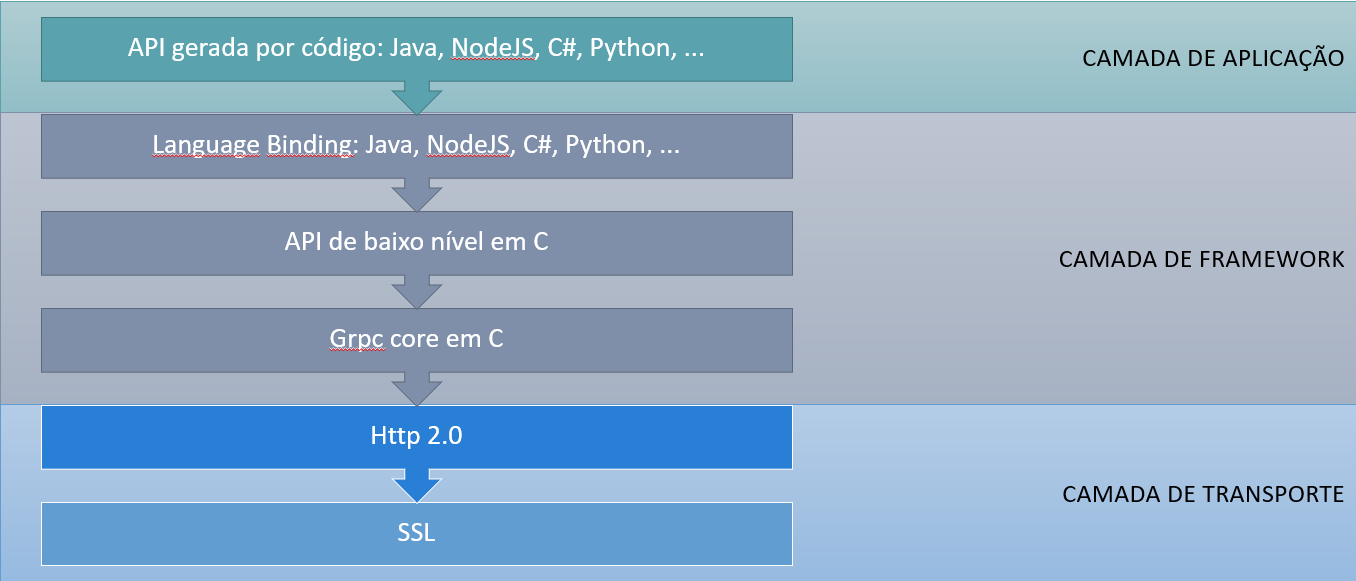 API gerada por código: Java, NodeJS, C#, Python, ...
CAMADA DE APLICAÇÃO
Language Binding: Java, NodeJS, C#, Python, ...
API de baixo nível em C
CAMADA DE FRAMEWORK
Grpc core em C
Http 2.0
CAMADA DE TRANSPORTE
SSL